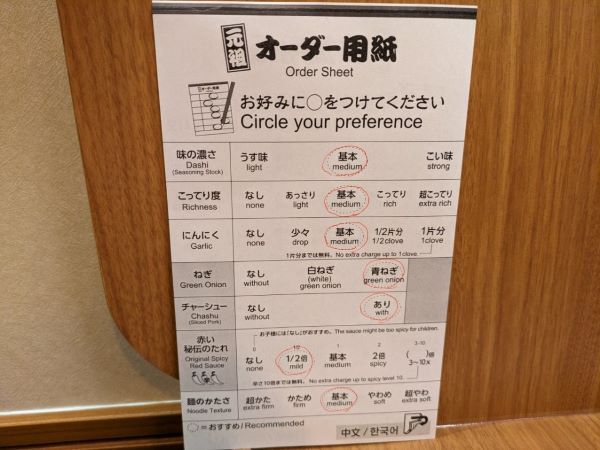 元祖 オーダー用紙
Order Sheet
お好みに○をつけてください
Circle your preference
味の濃さ うす味 基本 こい味
Dashi light medium strong
(Seasoning Stock)
こってり度 なし あっさり 基本 こってり 超こってり
Richness none light medium rich extra rich
にんにく なし 少々 基本 1/2片分 1片分
Garlic none drop medium 1/2clove 1clove
1片分までは無料。No extra charge up to 1clove.
ねぎ なし 白ねぎ 青ねぎ
Green Onion without (white) green onion
green onion
チャーシュー なし あり
Chashu without with
(Sliced Pork)
お子様には「なし」がおすすめ。The sauce might be too spicy for children.
赤い 0 1/2 1 2 3-10
秘伝のたれ なし 1/2倍 基本 2倍 ( )倍
Original Spicy none mild medium spicy 3~10x
Red Sauce
辛さ10倍までは無料。No extra charge up to spicy level 10.
麺のかたさ 超かた かため 基本 やわめ 超やわ
Noodle Texture extra firm firm medium soft extra soft
○=おすすめ/Recommended
中文/한국어